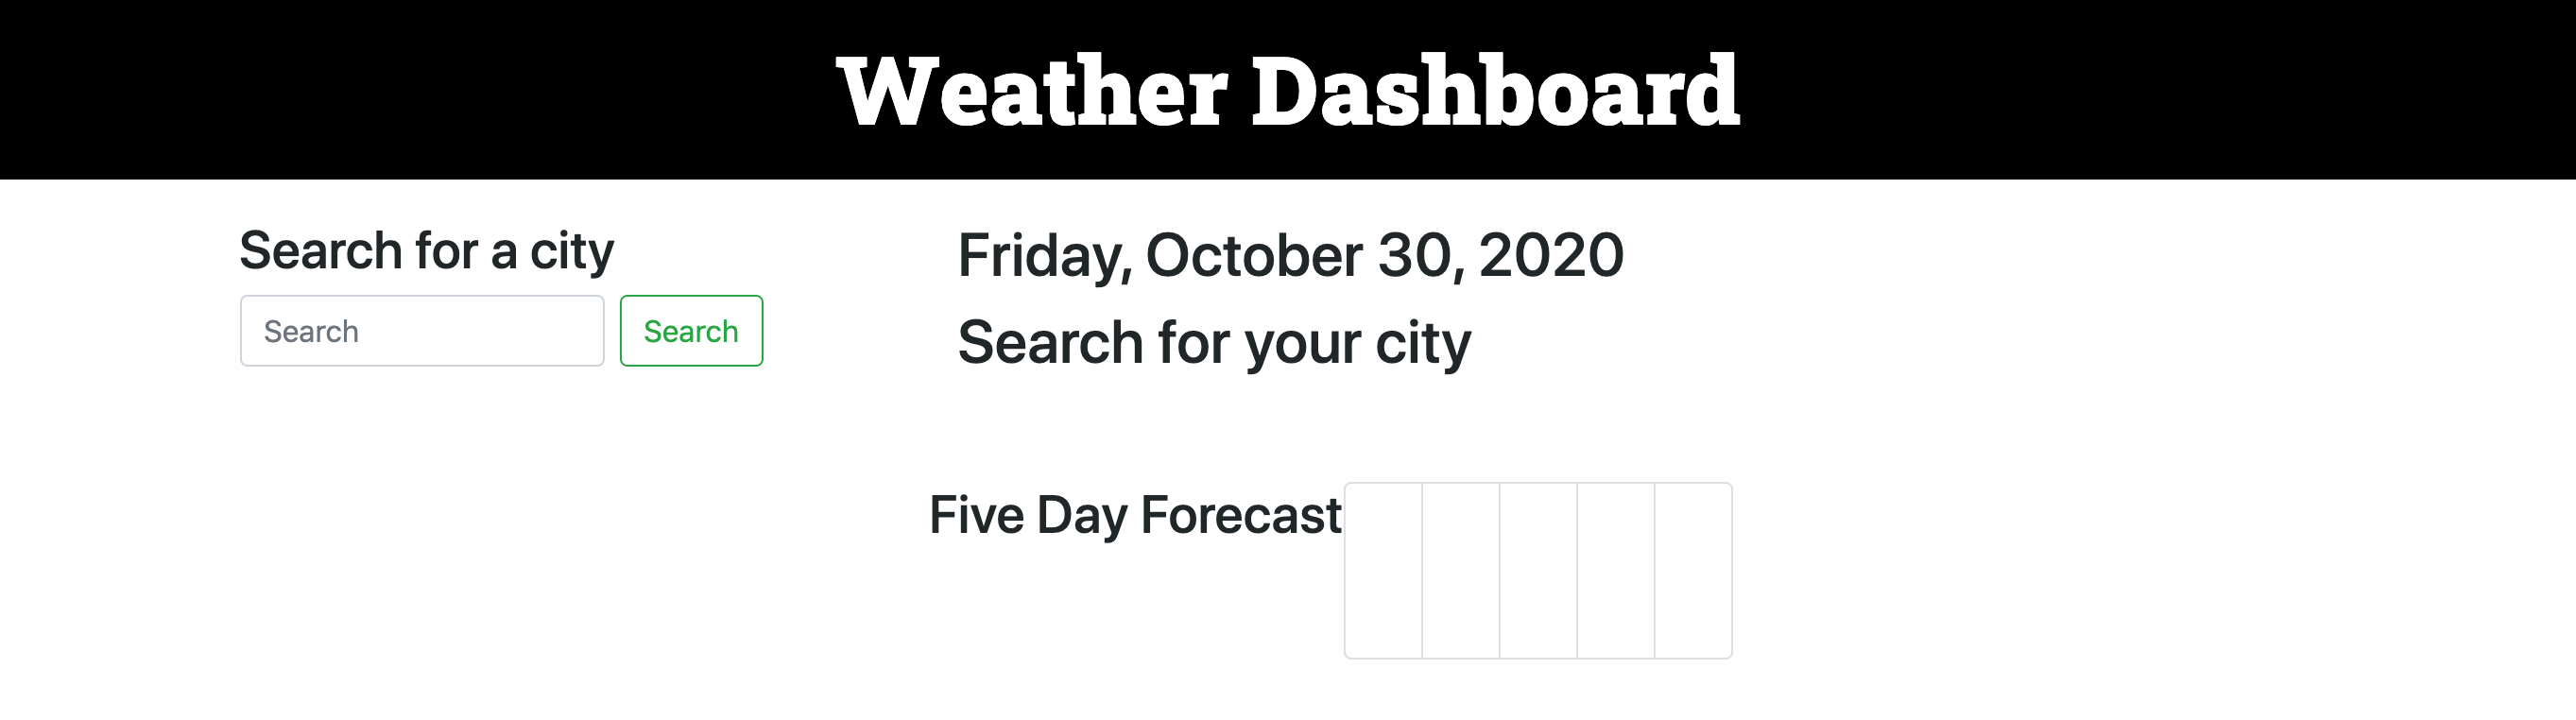 Weather Dashboard
Search for a city
Search
Search
Friday, October 30, 2020
Search for your city
Five Day Forecast